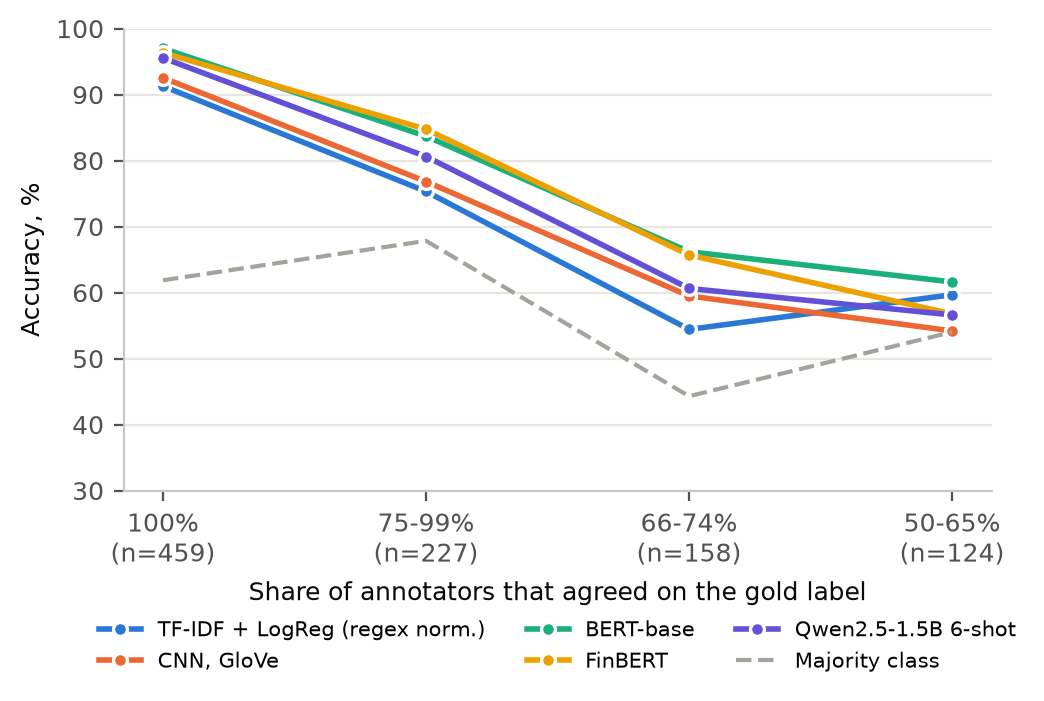 100
90
80
70
60
50
40
30
Accuracy, %
100% 75-99% 66-74% 50-65%
(n=459) (n=227) (n=158) (n=124)
Share of annotators that agreed on the gold label
TF-IDF + LogReg (regex norm.) BERT-base Qwen2.5-1.5B 6-shot
CNN, GloVe FinBERT Majority class